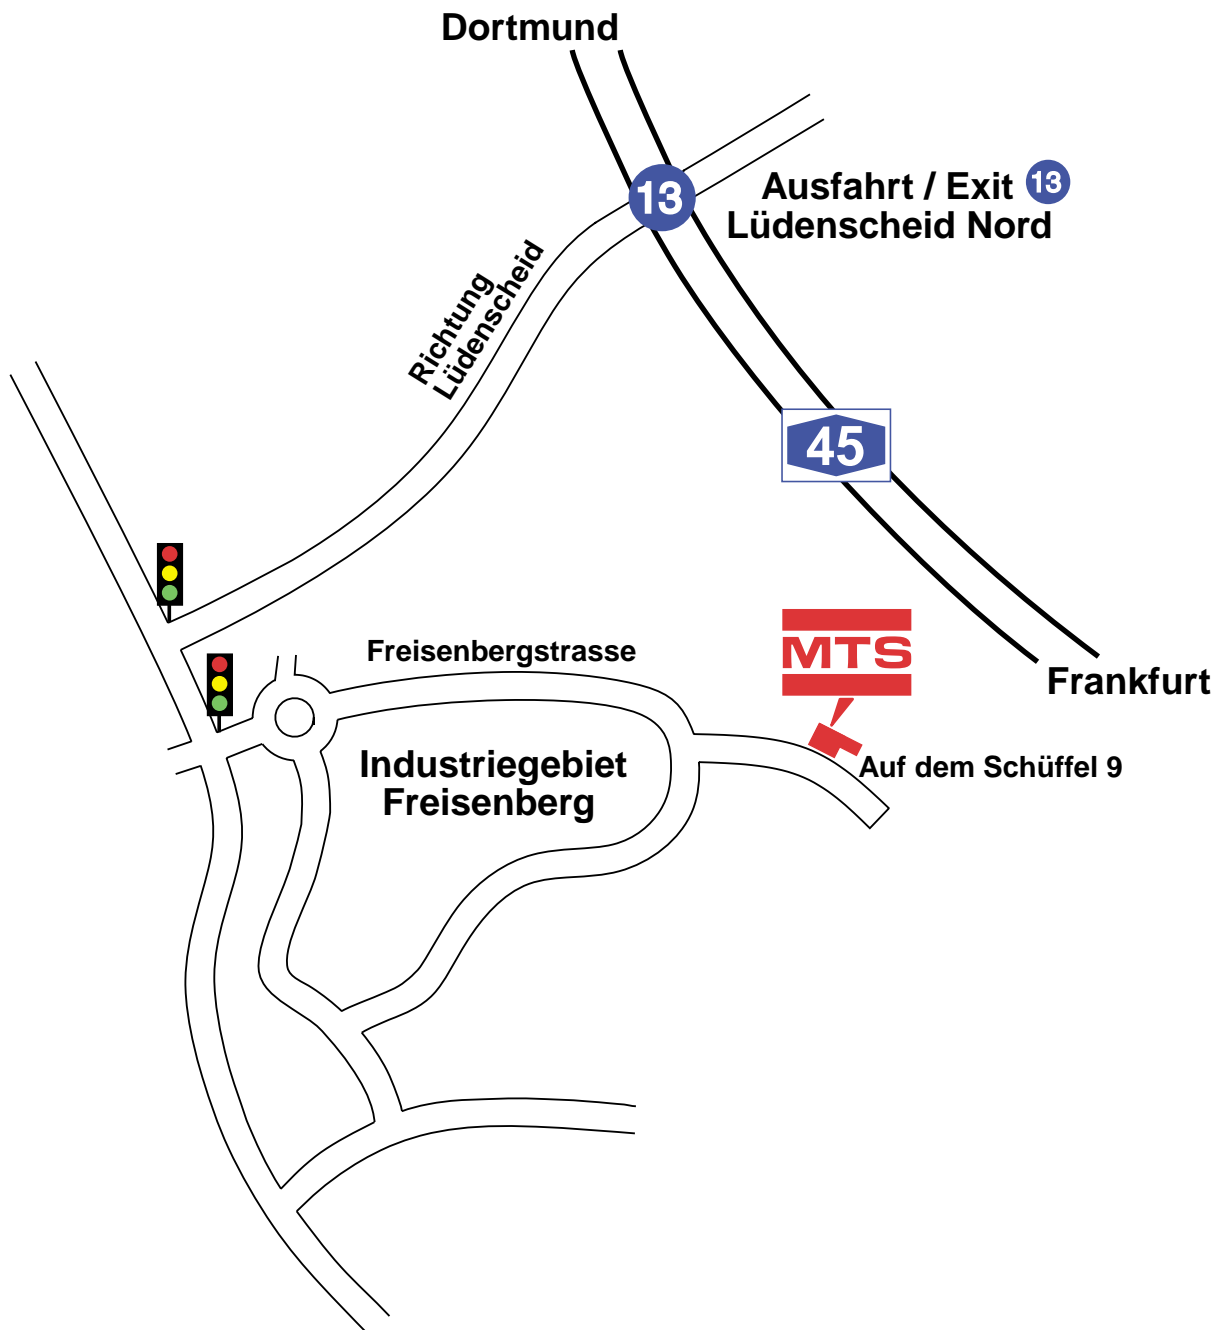 Dortmund
13
Ausfahrt / Exit 13
Lüdenscheid Nord
Richtung
Lüdenscheid
45
MTS
Freisenbergstrasse
Frankfurt
Industriegebiet
Freisenberg
Auf dem Schüffel 9